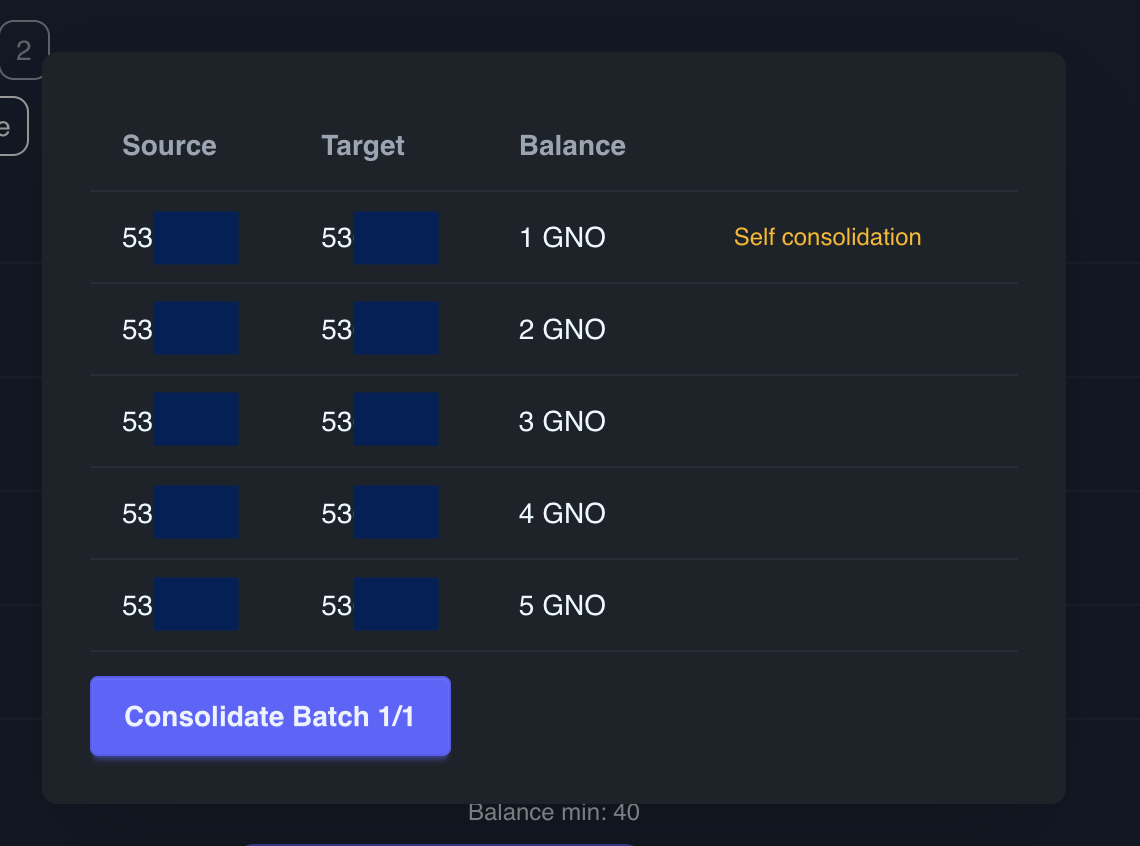 2
e
Source Target Balance
53 53 1 GNO Self consolidation
53 53 2 GNO
53 53 3 GNO
53 53 4 GNO
53 53 5 GNO
Consolidate Batch 1/1
Balance min: 40